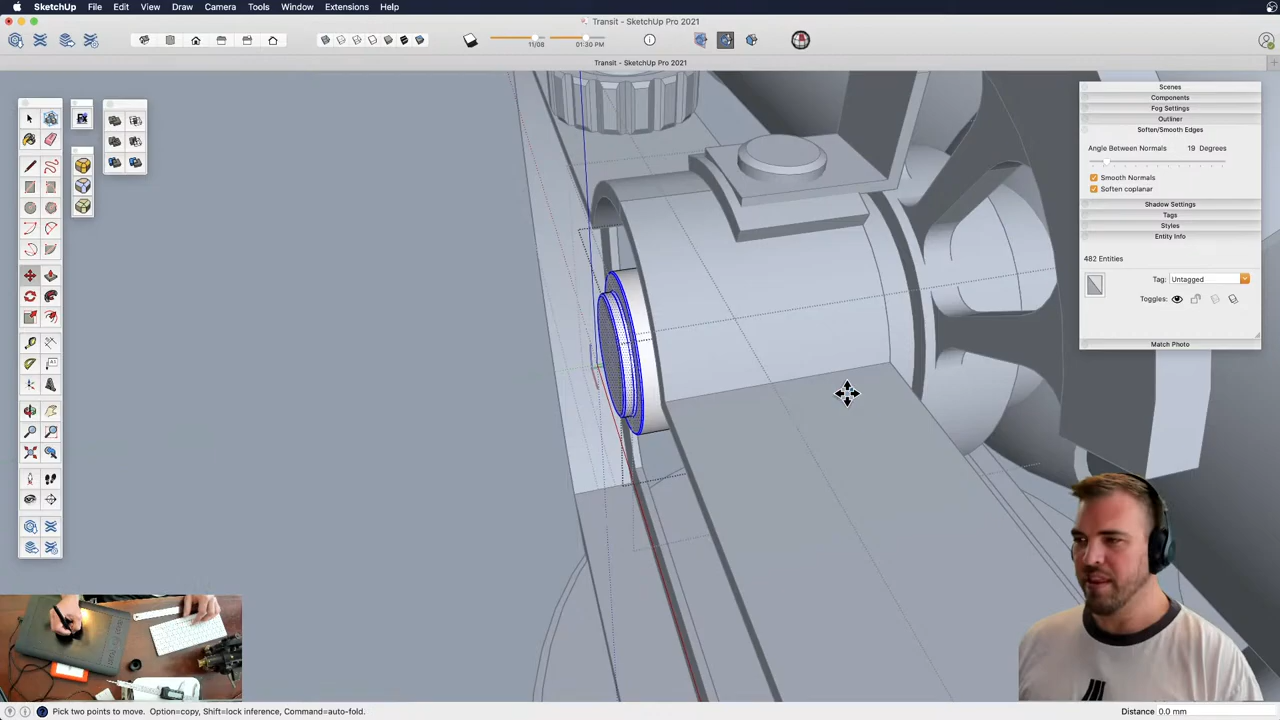 SketchUp File Edit View Draw Camera Tools Window Extensions Help
Transit - SketchUp Pro 2021
11/08 01:30 PM
Transit - SketchUp Pro 2021
Scenes
Components
Fog Settings
Outliner
Soften/Smooth Edges
Angle Between Normals 19 Degrees
Smooth Normals
Soften coplanar
Shadow Settings
Tags
Styles
Entity Info
482 Entities
Tag: Untagged
Toggles:
Match Photo
Pick two points to move. Option=copy, Shift=lock inference, Command=auto-fold.
Distance 0.0 mm